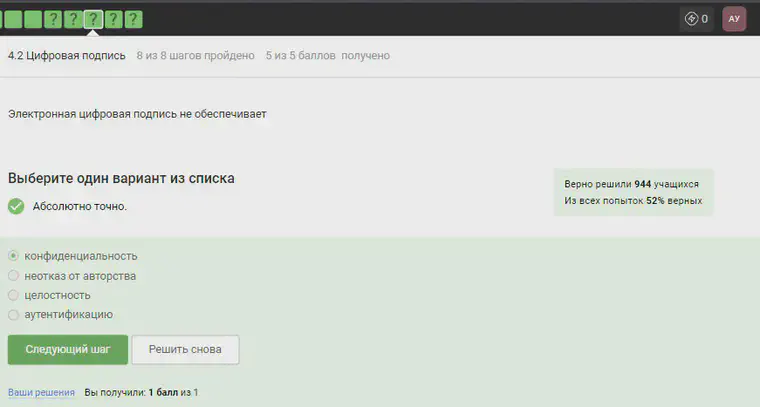 ? ? ? ? ?
0
АУ
4.2 Цифровая подпись 8 из 8 шагов пройдено 5 из 5 баллов получено
Электронная цифровая подпись не обеспечивает
Выберите один вариант из списка
Абсолютно точно.
Верно решили 944 учащихся
Из всех попыток 52% верных
конфиденциальность
неотказ от авторства
целостность
аутентификацию
Следующий шаг Решить снова
Ваши решения Вы получили: 1 балл из 1